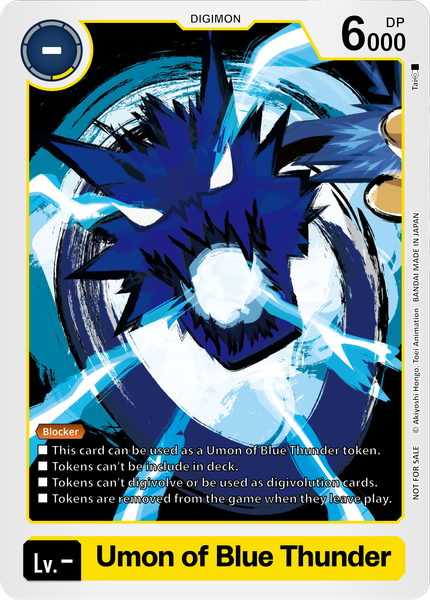 DIGIMON
-
6000
DP
Tai
Blocker
■ This card can be used as a Umon of Blue Thunder token.
■ Tokens can't be include in deck.
■ Tokens can't digivolve or be used as digivolution cards.
■ Tokens are removed from the game when they leave play.
NOT FOR SALE © Akiyoshi Hongo, Toei Animation BANDAI MADE IN JAPAN
Lv.-
Umon of Blue Thunder